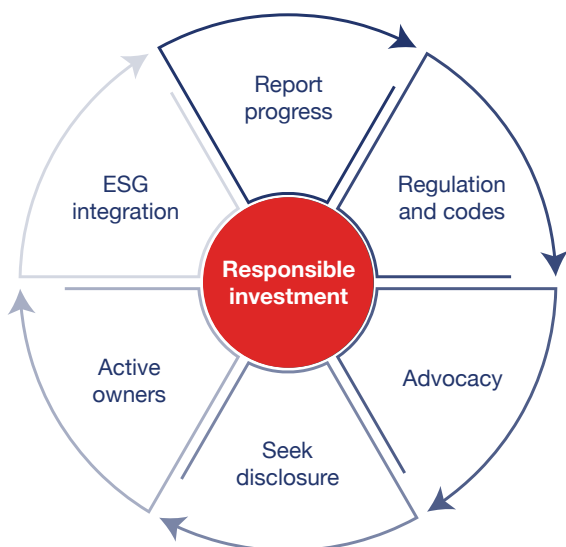 Report
progress
ESG
integration
Regulation
and codes
Responsible
investment
Active
owners
Advocacy
Seek
disclosure